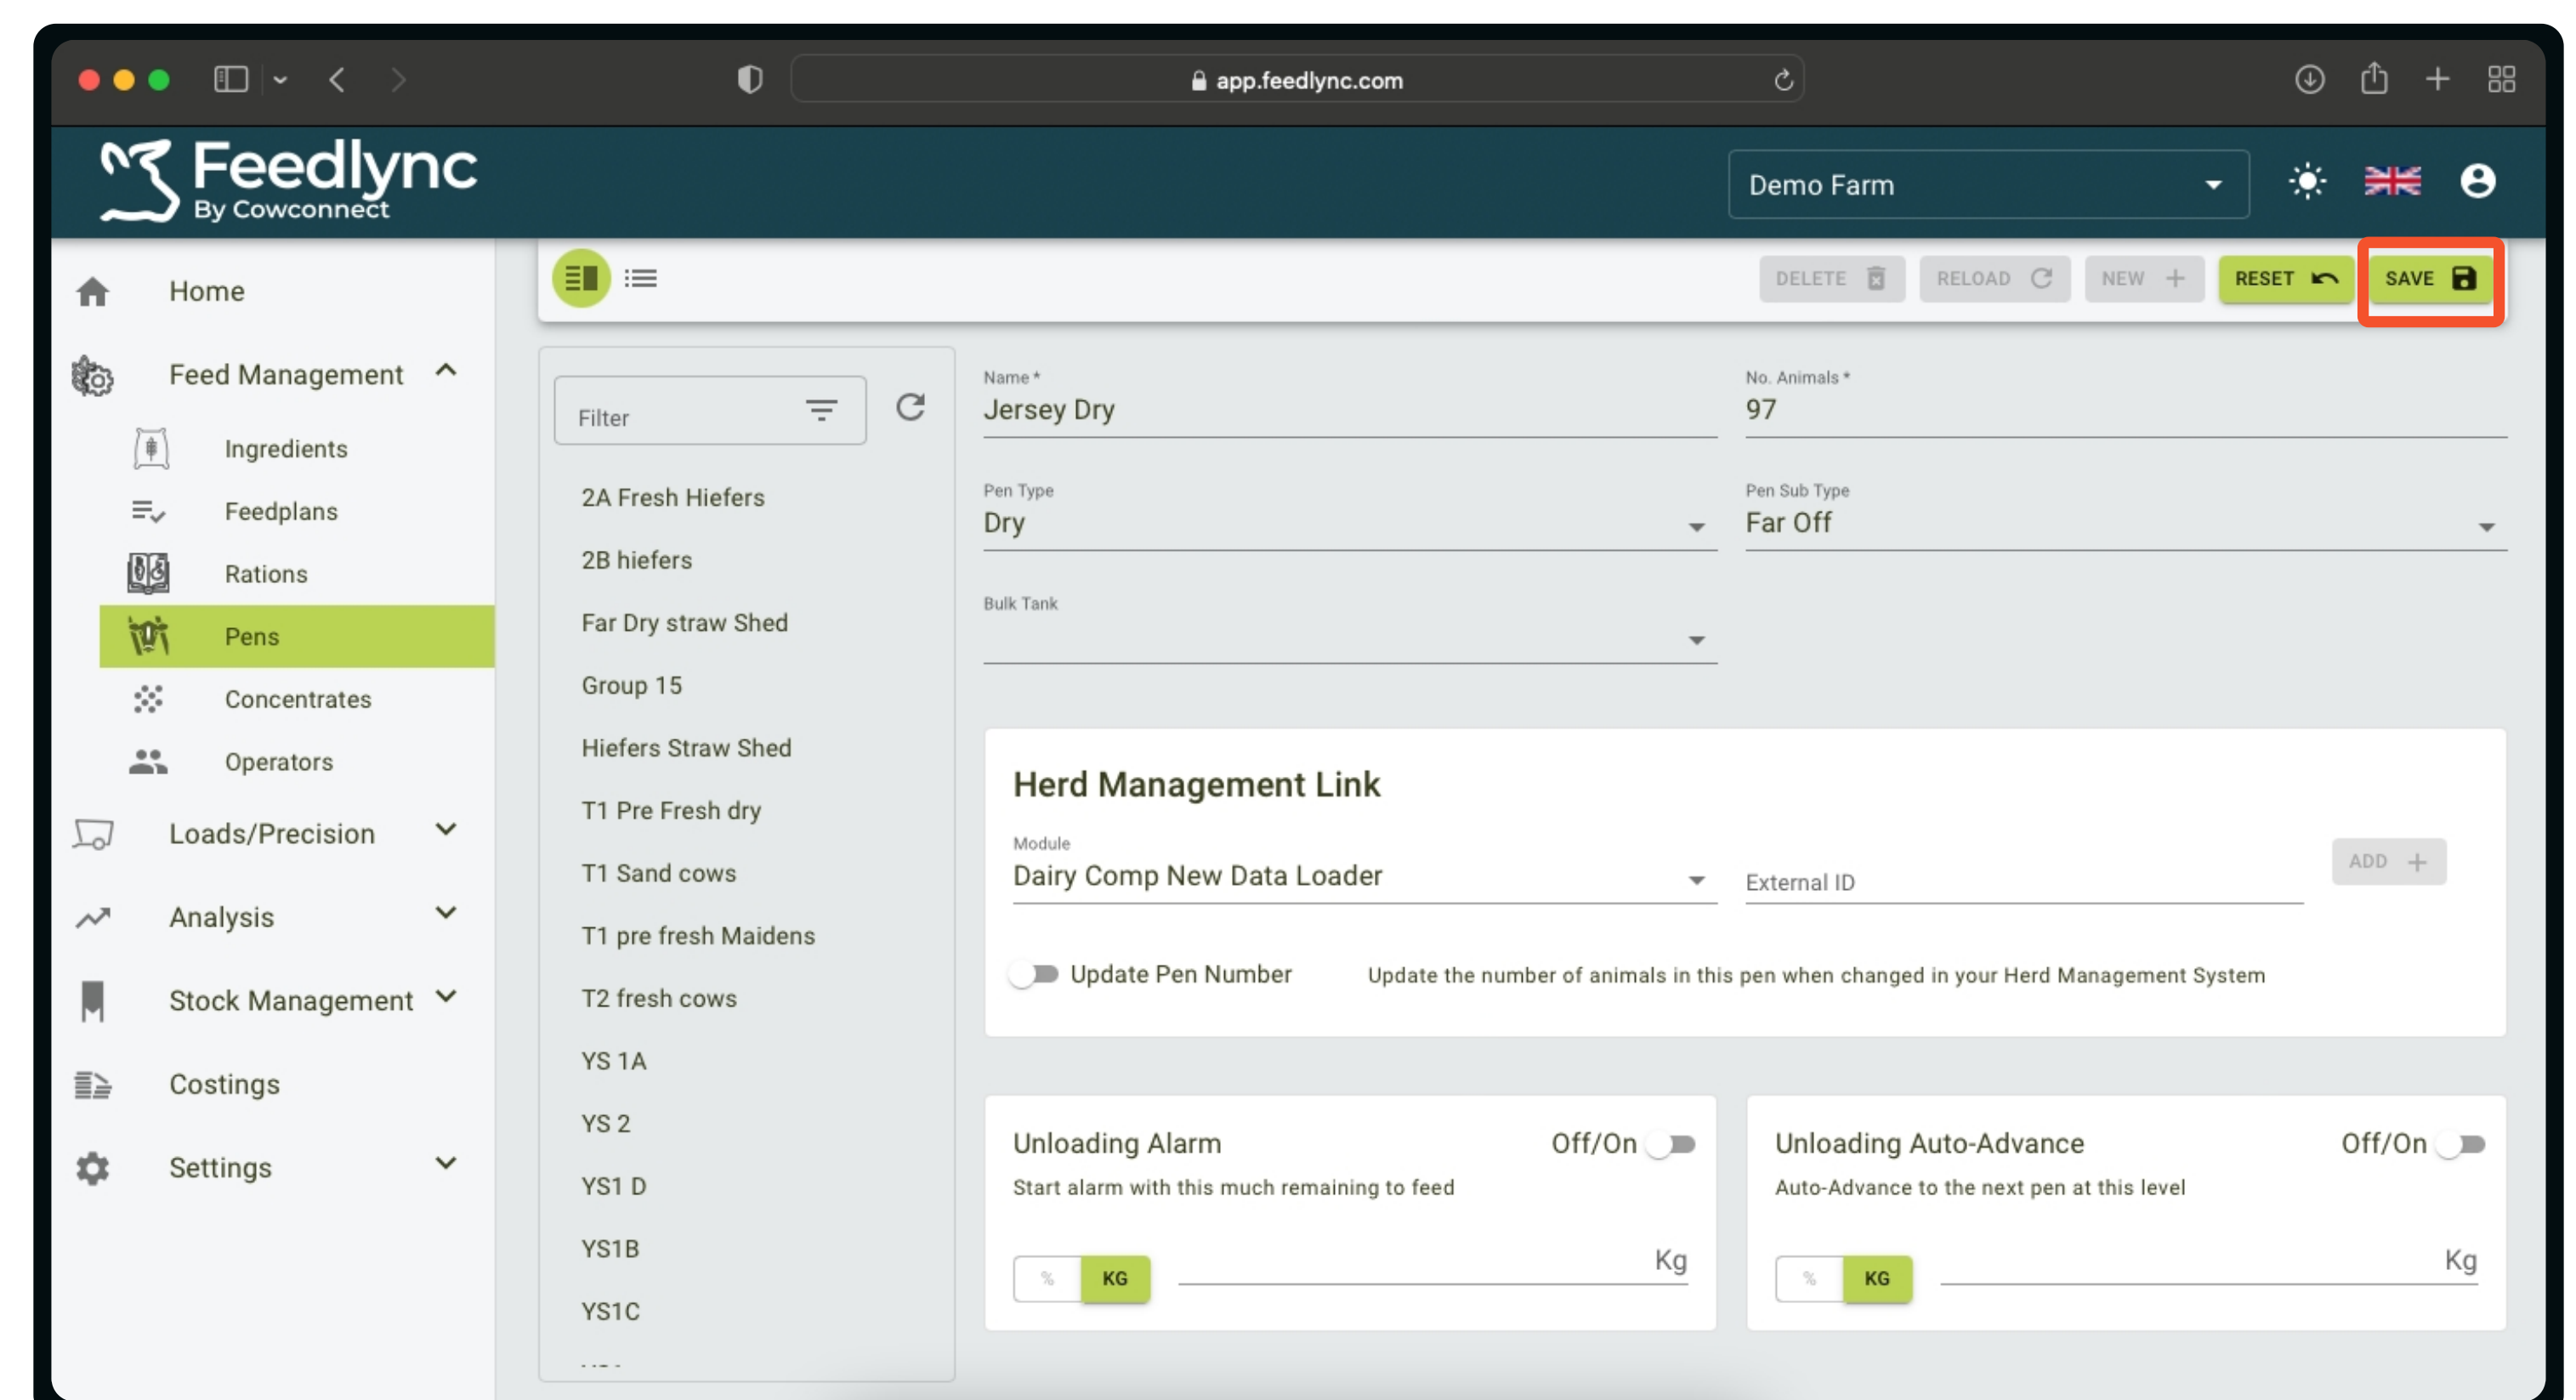 app.feedlync.com
Feedlync
By Cowconnect
Demo Farm
Home
Feed Management
Ingredients
Feedplans
Rations
Pens
Concentrates
Operators
Loads/Precision
Analysis
Stock Management
Costings
Settings
DELETE
RELOAD
NEW
RESET
SAVE
Filter
2A Fresh Hiefers
2B hiefers
Far Dry straw Shed
Group 15
Hiefers Straw Shed
T1 Pre Fresh dry
T1 Sand cows
T1 pre fresh Maidens
T2 fresh cows
YS 1A
YS 2
YS1 D
YS1B
YS1C
Name *
Jersey Dry
No. Animals *
97
Pen Type
Dry
Pen Sub Type
Far Off
Bulk Tank
Herd Management Link
Module
Dairy Comp New Data Loader
External ID
ADD
Update Pen Number
Update the number of animals in this pen when changed in your Herd Management System
Unloading Alarm
Off/On
Start alarm with this much remaining to feed
%
KG
Kg
Unloading Auto-Advance
Off/On
Auto-Advance to the next pen at this level
%
KG
Kg